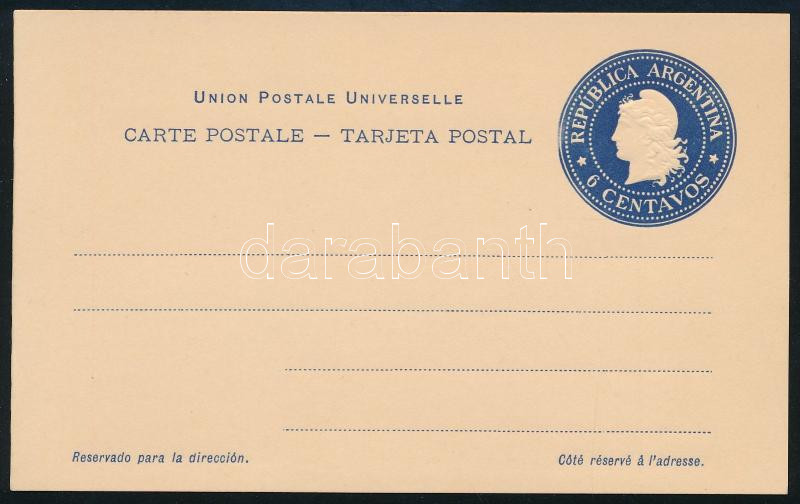 REPUBLICA ARGENTINA
6 CENTAVOS
UNION POSTALE UNIVERSELLE
CARTE POSTALE — TARJETA POSTAL
darabanth
Reservado para la dirección.
Côté réservé á l'adresse.